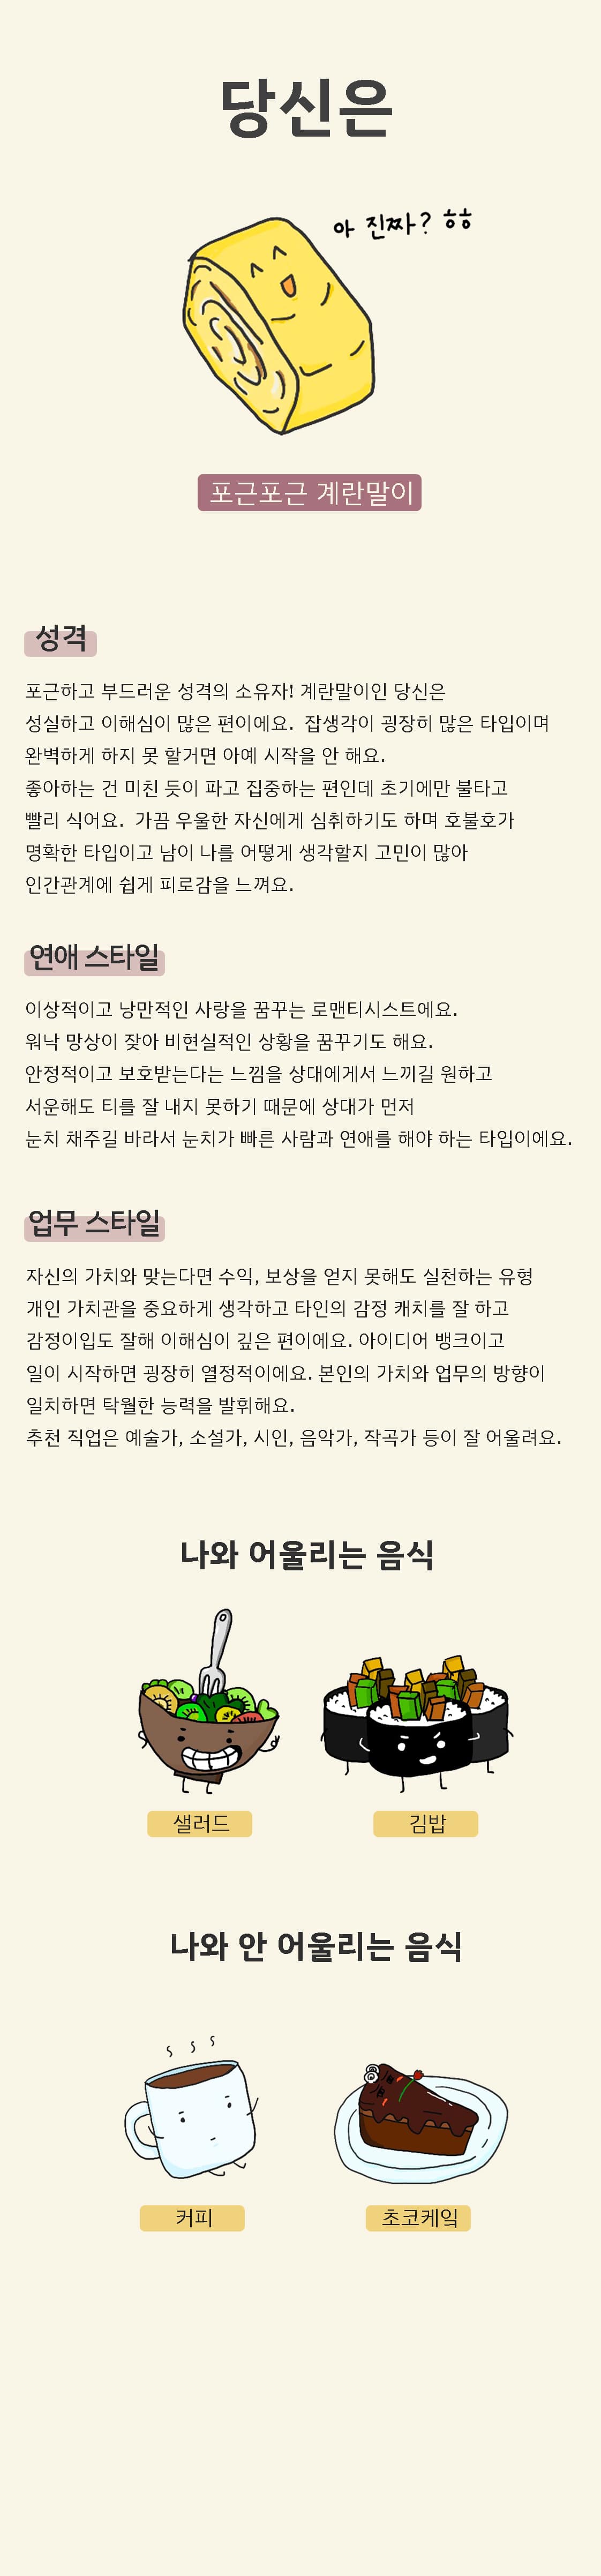 당신은
아 진짜? ㅎㅎ
포근포근 계란말이
성격
포근하고 부드러운 성격의 소유자! 계란말이인 당신은
성실하고 이해심이 많은 편이에요. 잡생각이 굉장히 많은 타입이며
완벽하게 하지 못 할거면 아예 시작을 안 해요.
좋아하는 건 미친 듯이 파고 집중하는 편인데 초기에만 불타고
빨리 식어요. 가끔 우울한 자신에게 심취하기도 하며 호불호가
명확한 타입이고 남이 나를 어떻게 생각할지 고민이 많아
인간관계에 쉽게 피로감을 느껴요.
연애 스타일
이상적이고 낭만적인 사랑을 꿈꾸는 로맨티시스트에요.
워낙 망상이 잦아 비현실적인 상황을 꿈꾸기도 해요.
안정적이고 보호받는다는 느낌을 상대에게서 느끼길 원하고
서운해도 티를 잘 내지 못하기 때문에 상대가 먼저
눈치 채주길 바라서 눈치가 빠른 사람과 연애를 해야 하는 타입이에요.
업무 스타일
자신의 가치와 맞는다면 수익, 보상을 얻지 못해도 실천하는 유형
개인 가치관을 중요하게 생각하고 타인의 감정 캐치를 잘 하고
감정이입도 잘해 이해심이 깊은 편이에요. 아이디어 뱅크이고
일이 시작하면 굉장히 열정적이에요. 본인의 가치와 업무의 방향이
일치하면 탁월한 능력을 발휘해요.
추천 직업은 예술가, 소설가, 시인, 음악가, 작곡가 등이 잘 어울려요.
나와 어울리는 음식
샐러드
김밥
나와 안 어울리는 음식
커피
초코케잌